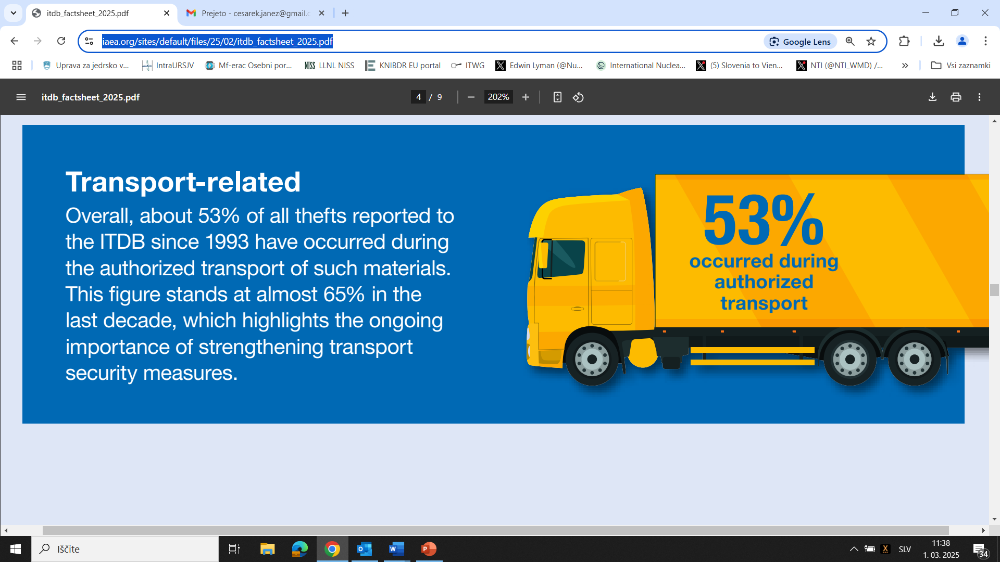 itdb_factsheet_2025.pdf
Prejeto - cesarek.janez@gmail.c
iaea.org/sites/default/files/25/02/itdb_factsheet_2025.pdf
Google Lens
Uprava za jedrsko v...
IntraURSJV
Mf-erac Osebni por...
NISS LLNL NISS
KNIBDR EU portal
ITWG
Edwin Lyman (@Nu...
International Nuclea...
(5) Slovenia to Vien...
NTI (@NTI_WMD) /...
Vsi zaznamki
itdb_factsheet_2025.pdf
4 / 9
202%
Transport-related
Overall, about 53% of all thefts reported to
the ITDB since 1993 have occurred during
the authorized transport of such materials.
This figure stands at almost 65% in the
last decade, which highlights the ongoing
importance of strengthening transport
security measures.
53%
occurred during
authorized
transport
Iščite
SLV
11:38
1. 03. 2025
34